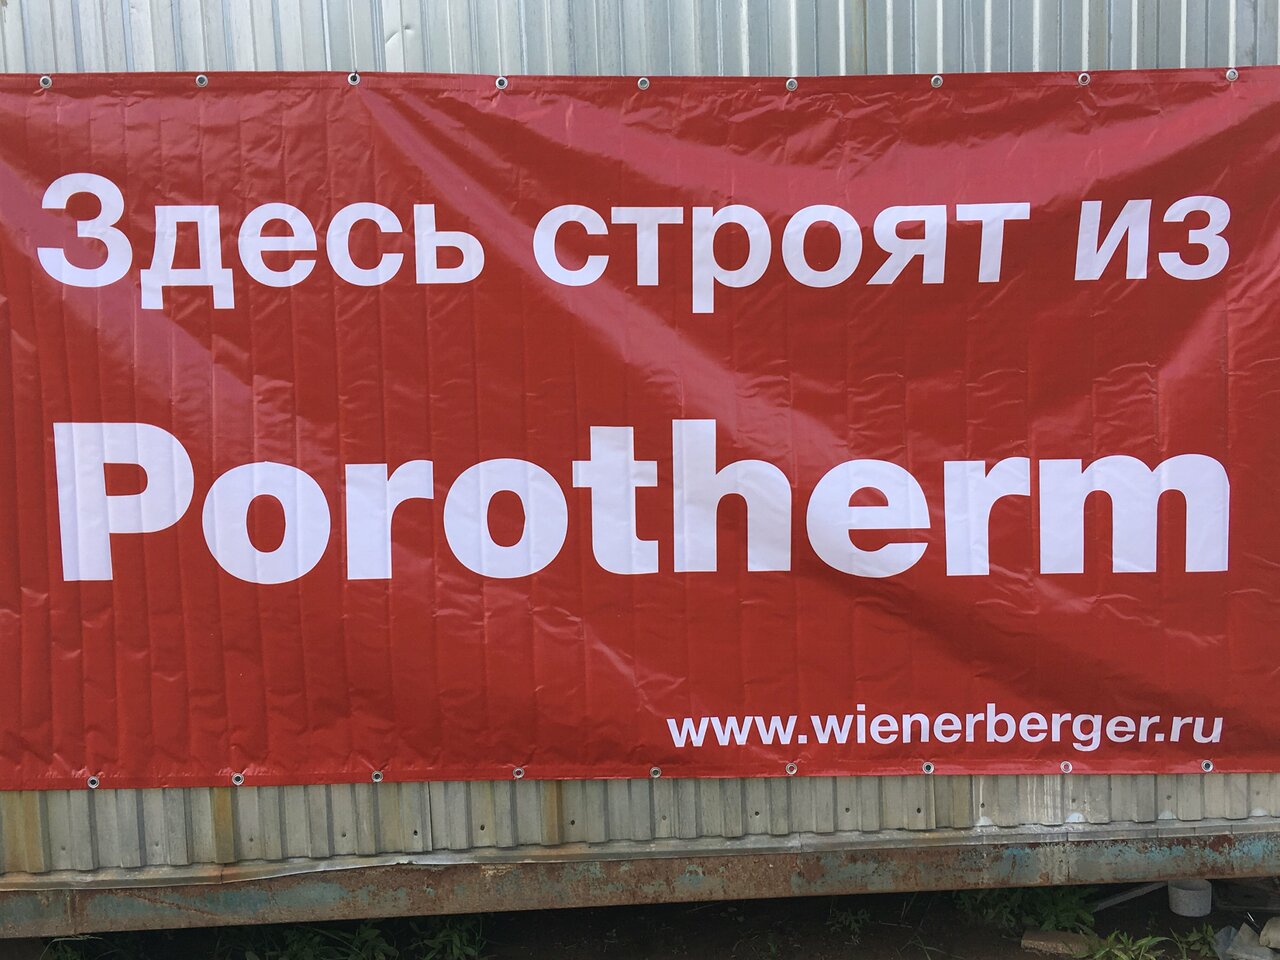 Здесь строят из
Porotherm
www.wienerberger.ru